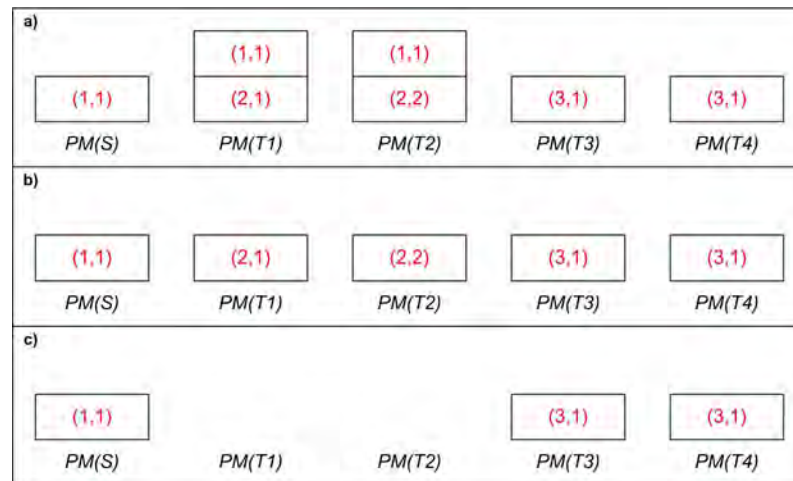 a)
(1,1) (1,1)
(1,1) (2,1) (2,2) (3,1) (3,1)
PM(S) PM(T1) PM(T2) PM(T3) PM(T4)
b)
(1,1) (2,1) (2,2) (3,1) (3,1)
PM(S) PM(T1) PM(T2) PM(T3) PM(T4)
c)
(1,1) (3,1) (3,1)
PM(S) PM(T1) PM(T2) PM(T3) PM(T4)